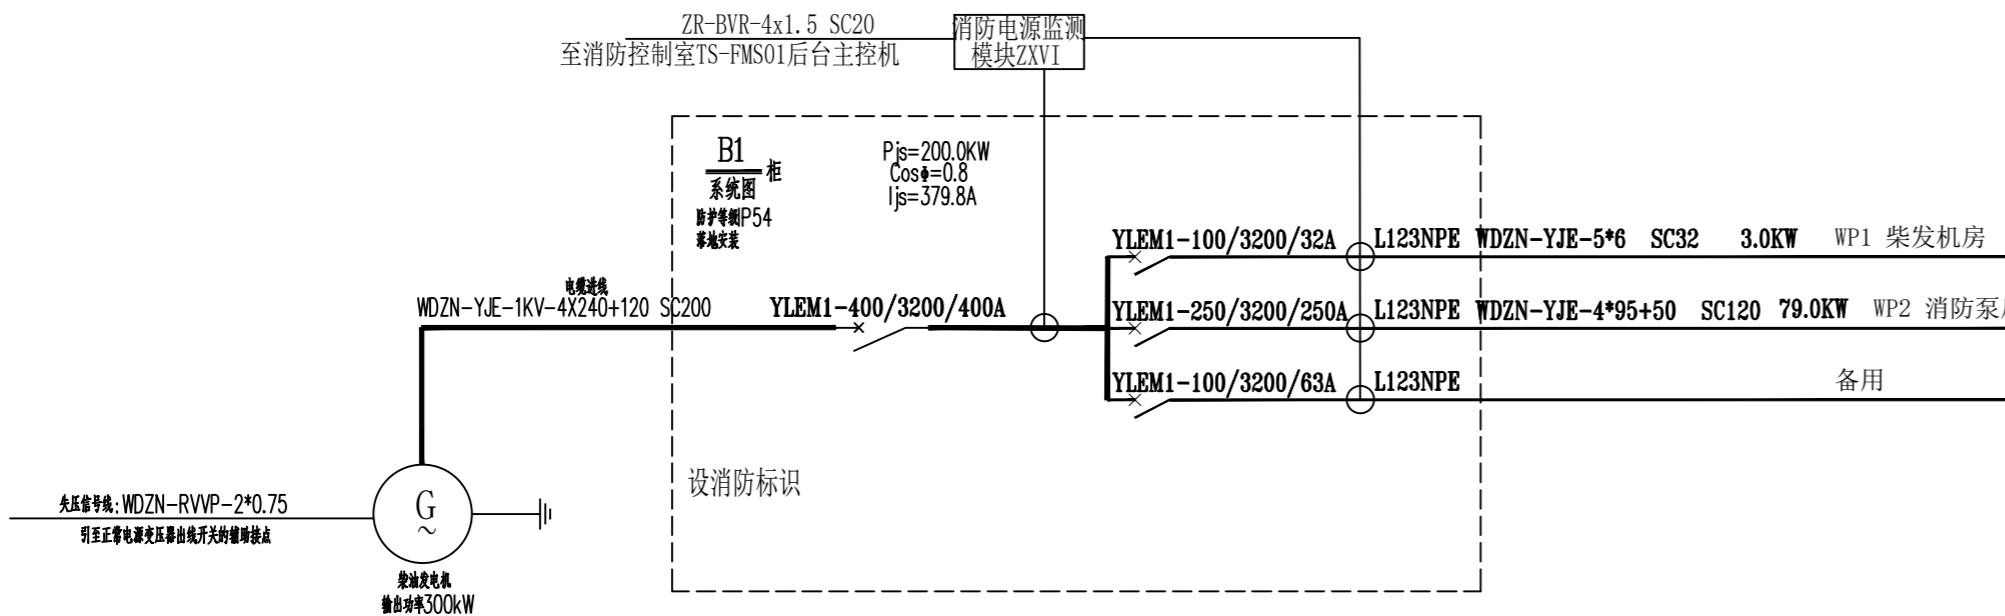 ZR-BVR-4x1.5 SC20
至消防控制室TS-FMS01后台主控机
消防电源监测
模块ZXVI
B1
柜
系统图
防护等级IP54
落地安装
Pjs=200.0KW
CosΦ=0.8
Ijs=379.8A
电缆进线
WDZN-YJE-1KV-4X240+120 SC200
YLEM1-400/3200/400A
YLEM1-100/3200/32A L123NPE WDZN-YJE-5*6 SC32 3.0KW WP1 柴发机房
YLEM1-250/3200/250A L123NPE WDZN-YJE-4*95+50 SC120 79.0KW WP2 消防泵
YLEM1-100/3200/63A L123NPE 备用
设消防标识
失压信号线:WDZN-RVVP-2*0.75
引至正常电源变压器出线开关的辅助接点
G
~
柴油发电机
输出功率300kW